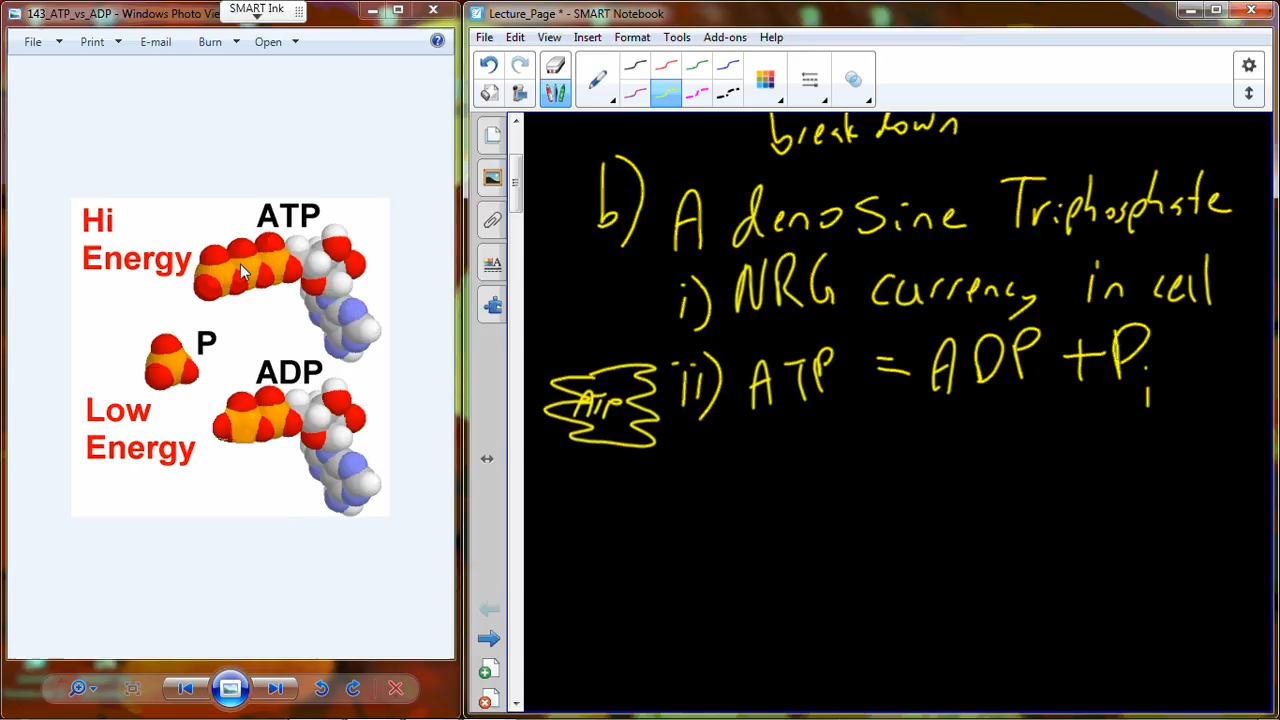 143_ATP_vs_ADP - Windows Photo Vie
SMART Ink
File Print E-mail Burn Open
Hi
Energy
ATP
P
ADP
Low
Energy
Lecture_Page * - SMART Notebook
File Edit View Insert Format Tools Add-ons Help
break down
b) Adenosine Triphosphate
i) NRG currency in cell
ii) ATP = ADP + Pi
ATP